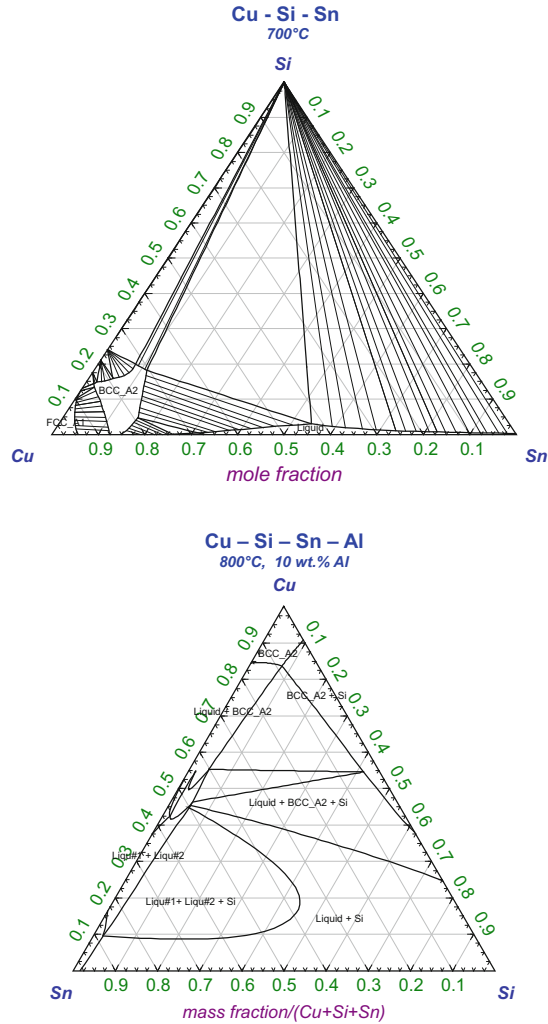 Cu - Si - Sn
700°C
Si
0.9 0.1
0.8 0.2
0.7 0.3
0.6 0.4
0.5 0.5
0.4 0.6
0.3 0.7
0.2 0.8
0.1 0.9
BCC_A2
FCC_A1
Liquid
Cu 0.9 0.8 0.7 0.6 0.5 0.4 0.3 0.2 0.1 Sn
mole fraction
Cu – Si – Sn – Al
800°C, 10 wt.% Al
Cu
0.9 0.1
BCC_A2
0.8 0.2
BCC_A2 + Si
0.7 0.3
Liquid + BCC_A2
0.6 0.4
0.5 0.5
Liquid + BCC_A2 + Si
0.4 0.6
0.3 0.7
Liqu#1 + Liqu#2
0.2 0.8
Liqu#1+ Liqu#2 + Si
Liquid + Si
0.1 0.9
Sn 0.9 0.8 0.7 0.6 0.5 0.4 0.3 0.2 0.1 Si
mass fraction/(Cu+Si+Sn)